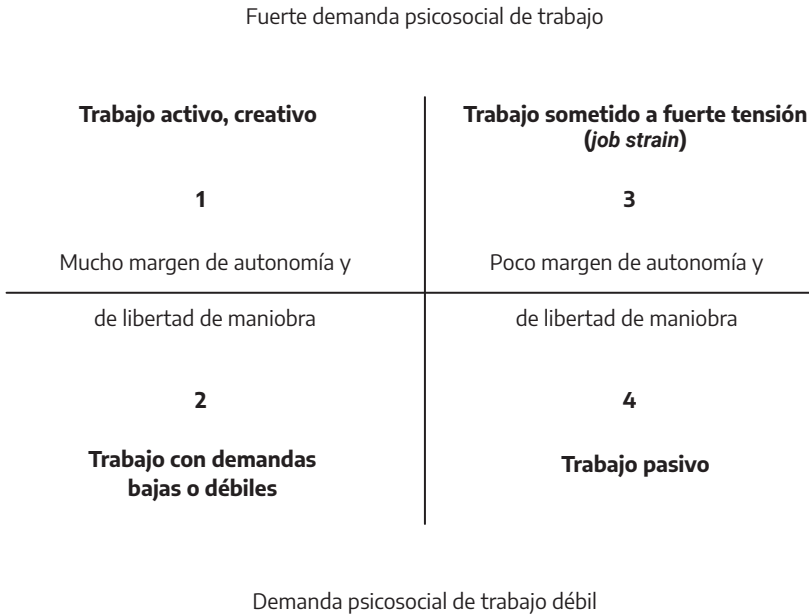 Fuerte demanda psicosocial de trabajo
Trabajo activo, creativo
Trabajo sometido a fuerte tensión
(job strain)
1
3
Mucho margen de autonomía y
Poco margen de autonomía y
de libertad de maniobra
de libertad de maniobra
2
4
Trabajo con demandas
bajas o débiles
Trabajo pasivo
Demanda psicosocial de trabajo débil